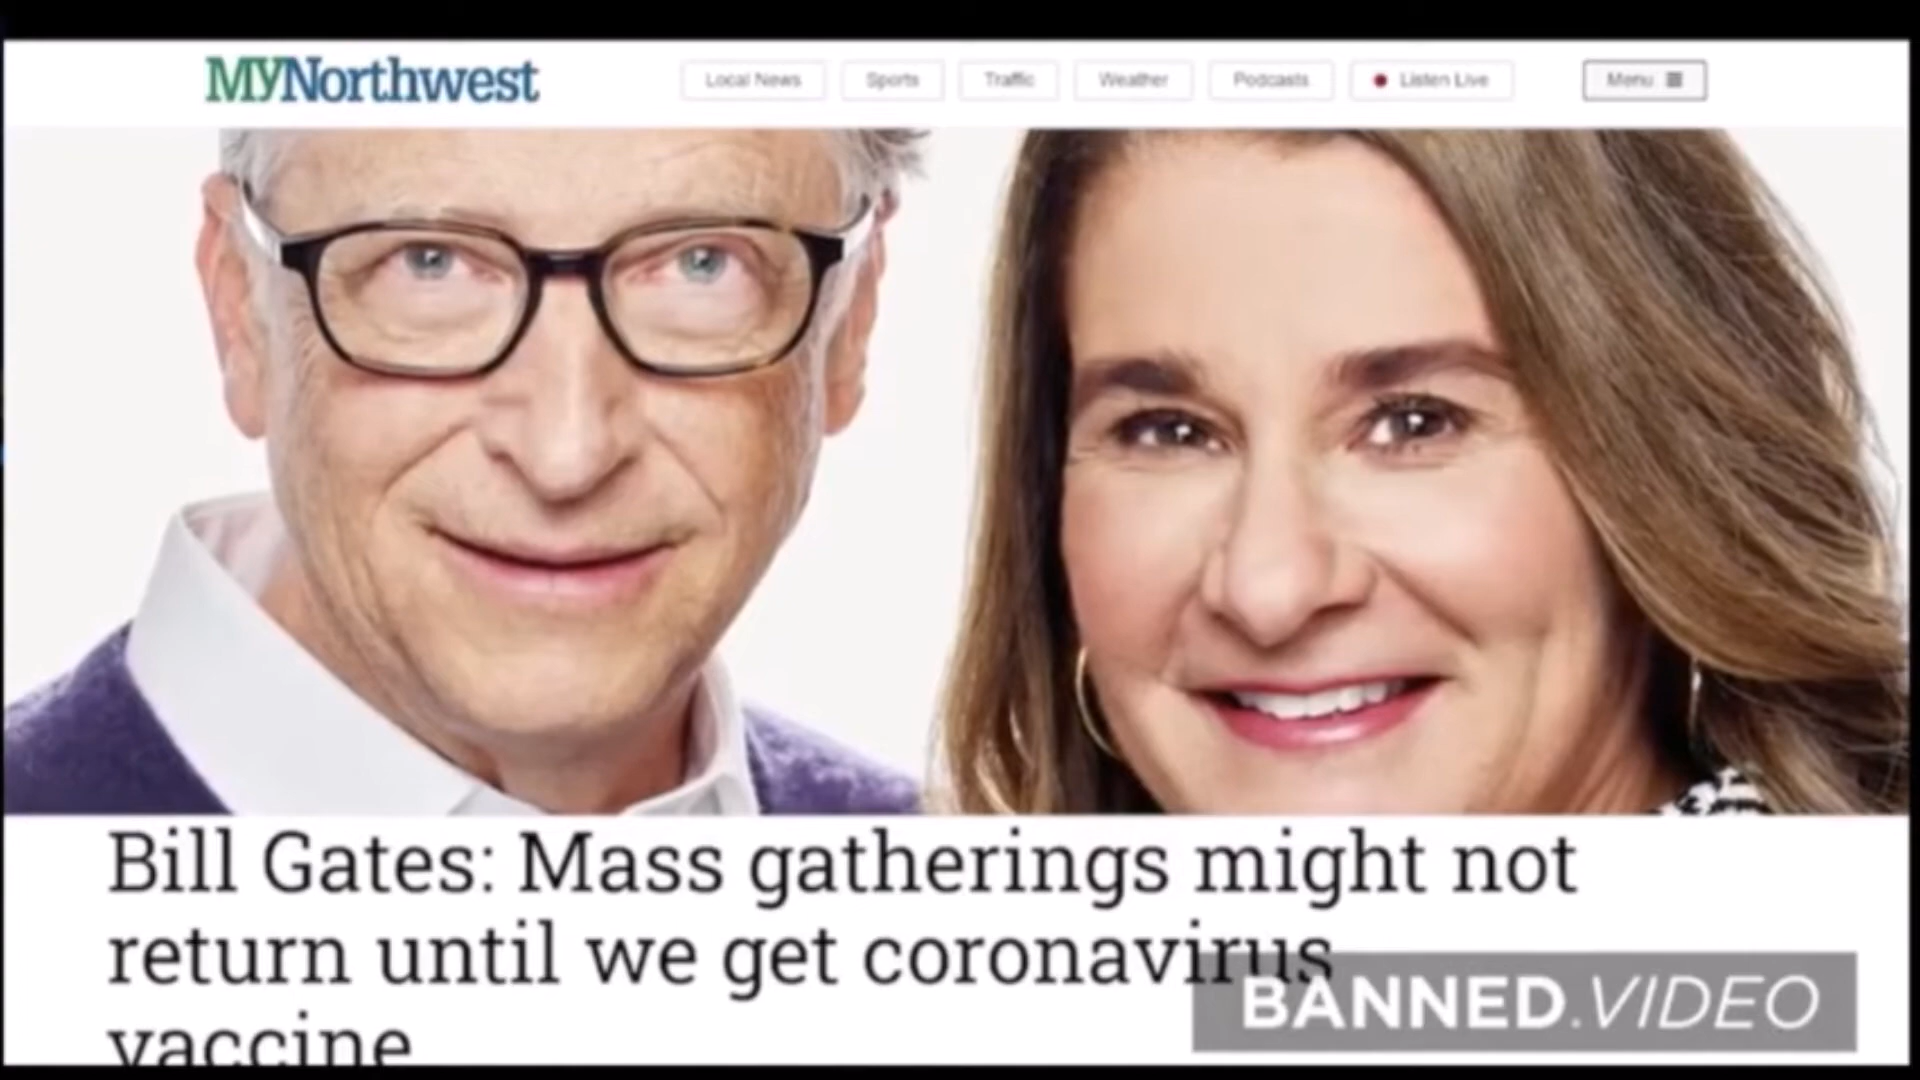 MYNorthwest
Local News
Sports
Traffic
Weather
Podcasts
Listen Live
Menu
Bill Gates: Mass gatherings might not
return until we get coronavirus
vaccine
BANNED.VIDEO